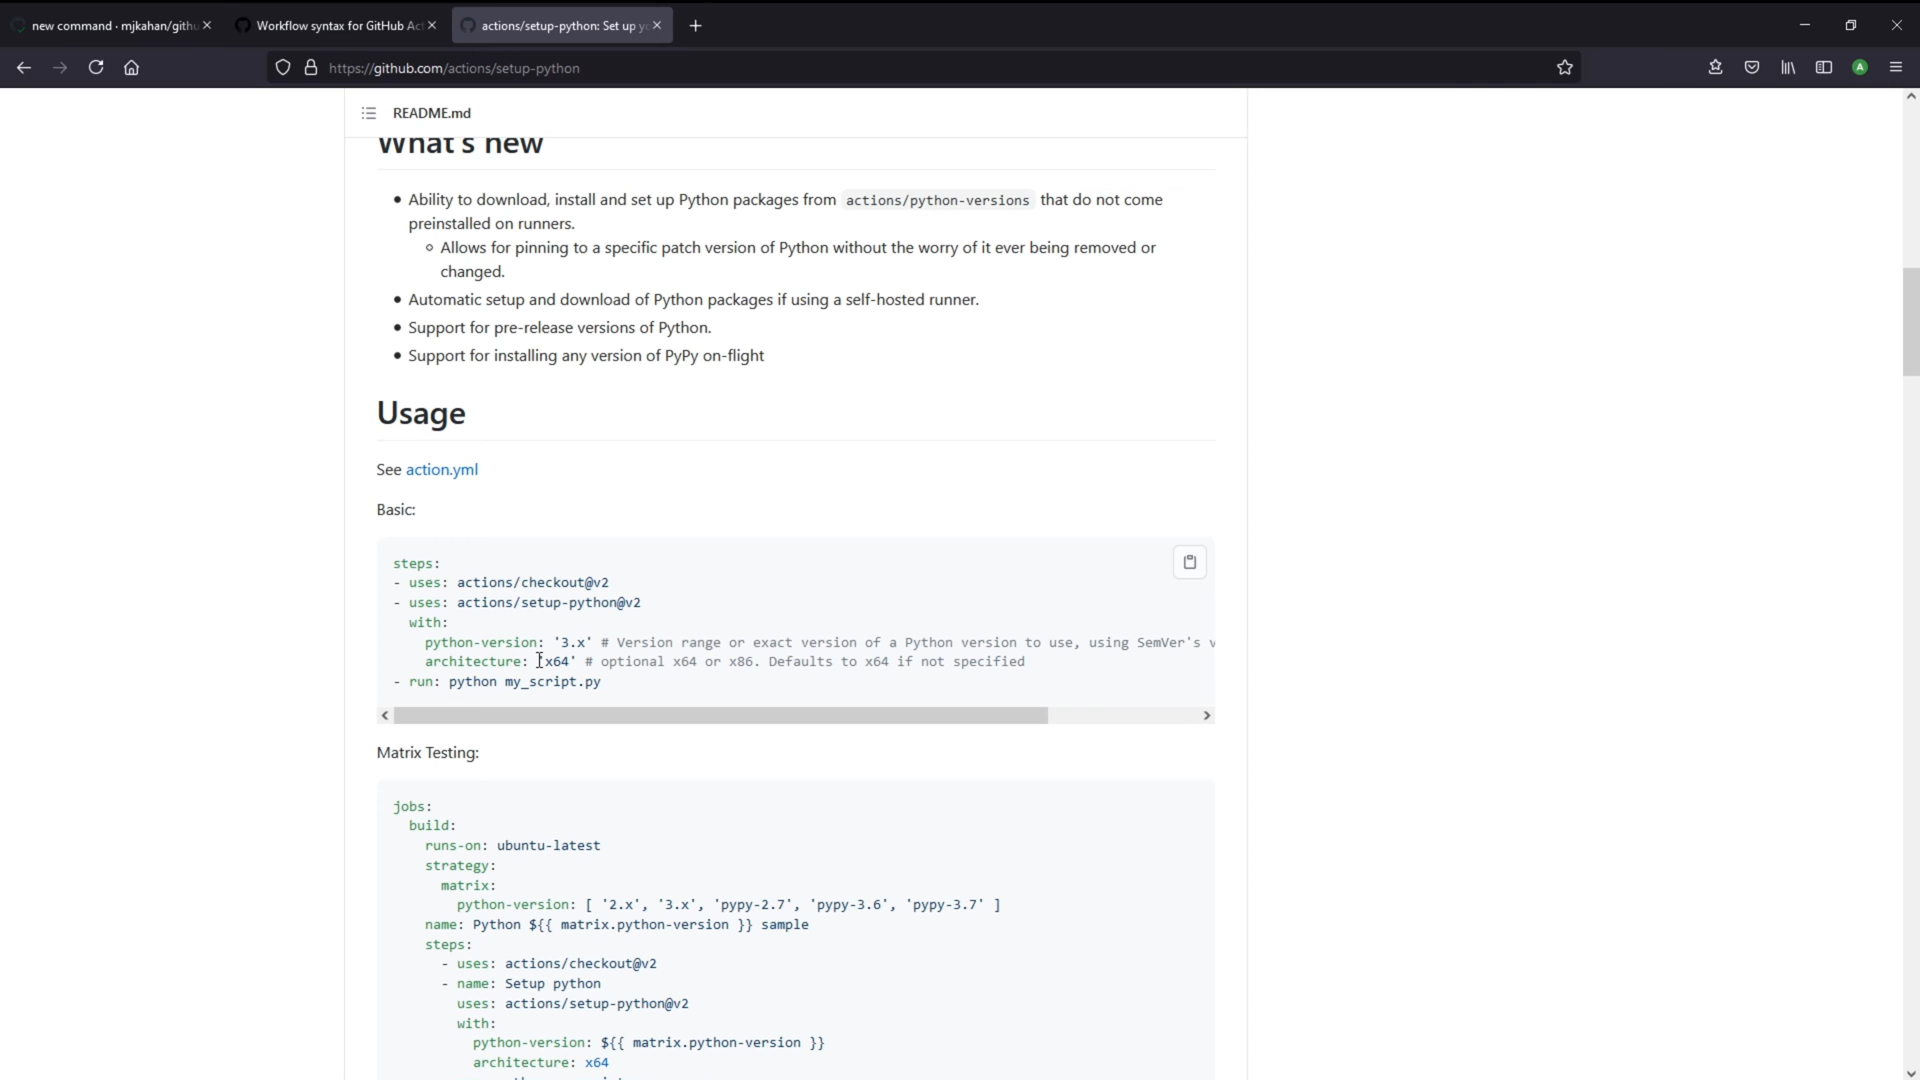 new command · mjkahan/githu
Workflow syntax for GitHub Ac
actions/setup-python: Set up y
https://github.com/actions/setup-python
A
README.md
What's new
• Ability to download, install and set up Python packages from actions/python-versions that do not come
preinstalled on runners.
Allows for pinning to a specific patch version of Python without the worry of it ever being removed or
changed.
• Automatic setup and download of Python packages if using a self-hosted runner.
• Support for pre-release versions of Python.
• Support for installing any version of PyPy on-flight
Usage
See action.yml
Basic:
steps:
- uses: actions/checkout@v2
- uses: actions/setup-python@v2
with:
python-version: '3.x' # Version range or exact version of a Python version to use, using SemVer's v
architecture: 'x64' # optional x64 or x86. Defaults to x64 if not specified
- run: python my_script.py
Matrix Testing:
jobs:
build:
runs-on: ubuntu-latest
strategy:
matrix:
python-version: [ '2.x', '3.x', 'pypy-2.7', 'pypy-3.6', 'pypy-3.7' ]
name: Python ${{ matrix.python-version }} sample
steps:
- uses: actions/checkout@v2
- name: Setup python
uses: actions/setup-python@v2
with:
python-version: ${{ matrix.python-version }}
architecture: x64